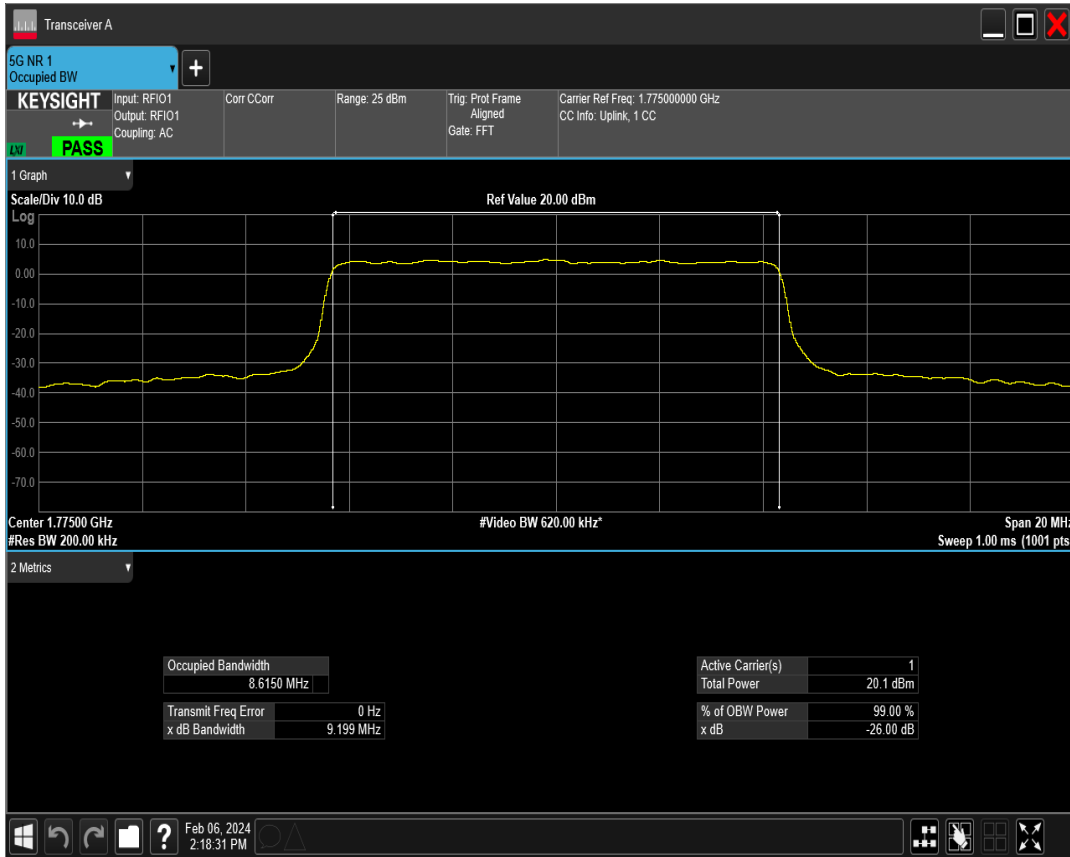 Transceiver A
5G NR 1
Occupied BW
+
KEYSIGHT
LXI
PASS
Input: RFIO1
Output: RFIO1
Coupling: AC
Corr CCorr
Range: 25 dBm
Trig: Prot Frame
Aligned
Gate: FFT
Carrier Ref Freq: 1.775000000 GHz
CC Info: Uplink, 1 CC
1 Graph
Scale/Div 10.0 dB
Ref Value 20.00 dBm
Log
10.0
0.00
-10.0
-20.0
-30.0
-40.0
-50.0
-60.0
-70.0
Center 1.77500 GHz
#Video BW 620.00 kHz*
Span 20 MHz
#Res BW 200.00 kHz
Sweep 1.00 ms (1001 pts
2 Metrics
Occupied Bandwidth
8.6150 MHz
Transmit Freq Error 0 Hz
x dB Bandwidth 9.199 MHz
Active Carrier(s) 1
Total Power 20.1 dBm
% of OBW Power 99.00 %
x dB -26.00 dB
?
Feb 06, 2024
2:18:31 PM